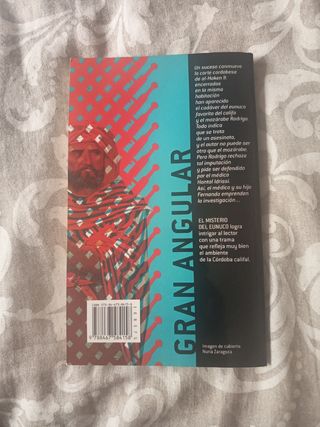 Un suceso conmueve
la corte cordobesa
de al-Haken II:
encerrados
en la misma
habitación
han aparecido
el cadáver del eunuco
favorito del califa
y el mozárabe Rodrigo.
Todo indica
que se trata
de un asesinato,
y el autor no puede ser
otro que el mozárabe.
Pero Rodrigo rechaza
tal imputación
y pide ser defendido
por el médico
Hantal Idrissi.
Así, el médico y su hijo
Fernando emprenden
la investigación...
EL MISTERIO
DEL EUNUCO logra
intrigar al lector
con una trama
que refleja muy bien
el ambiente
de la Córdoba califal.
GRAN ANGULAR
Imagen de cubierta:
Nuria Zaragoza
9788467584158